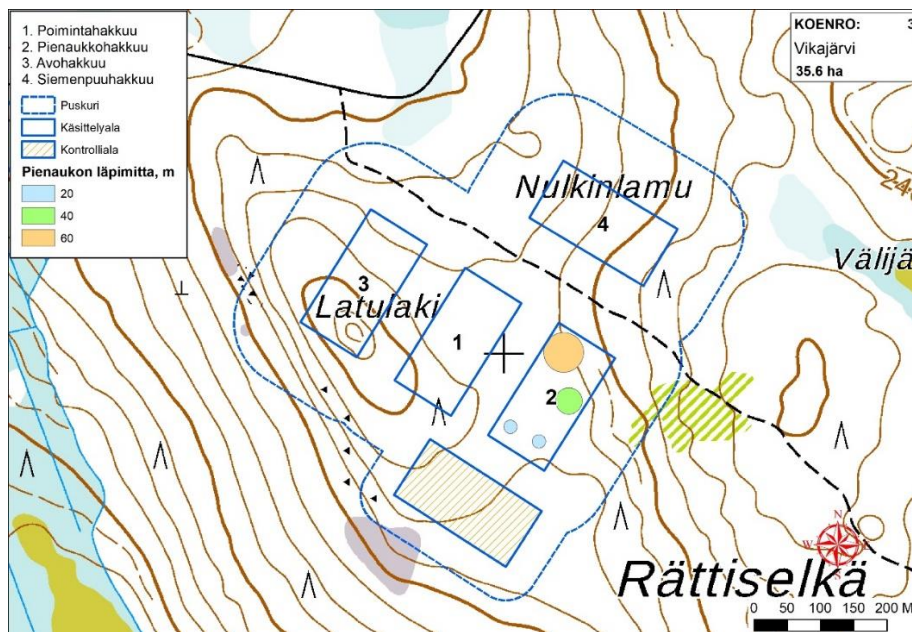 1. Poimintahakkuu
2. Pienaukkohakkuu
3. Avohakkuu
4. Siemenpuuhakkuu
Puskuri
Käsittelyala
Kontrolliala
Pienaukon läpimitta, m
20
40
60
KOENRO: 3
Vikajärvi
35.6 ha
Nulkinlamu
4
Välijä
3
Latulaki
1
2
N
W
S
Rättiselkä
0 50 100 150 200 M